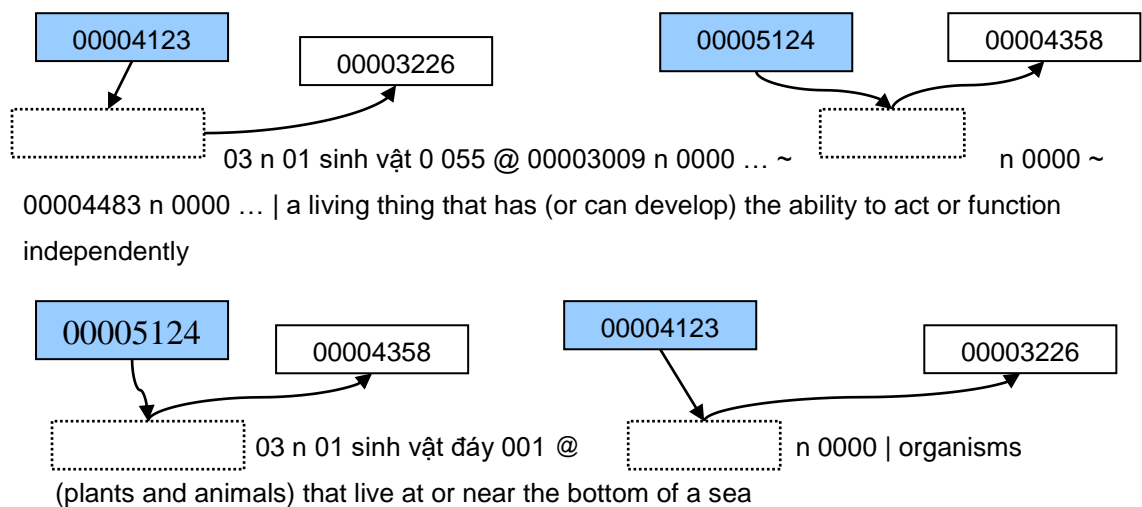 00004123 00005124 00004358
00003226
03 n 01 sinh vật 0 055 @ 00003009 n 0000 … ~ n 0000 ~
00004483 n 0000 … | a living thing that has (or can develop) the ability to act or function
independently
00005124 00004123
00004358 00003226
03 n 01 sinh vật đáy 001 @ n 0000 | organisms
(plants and animals) that live at or near the bottom of a sea